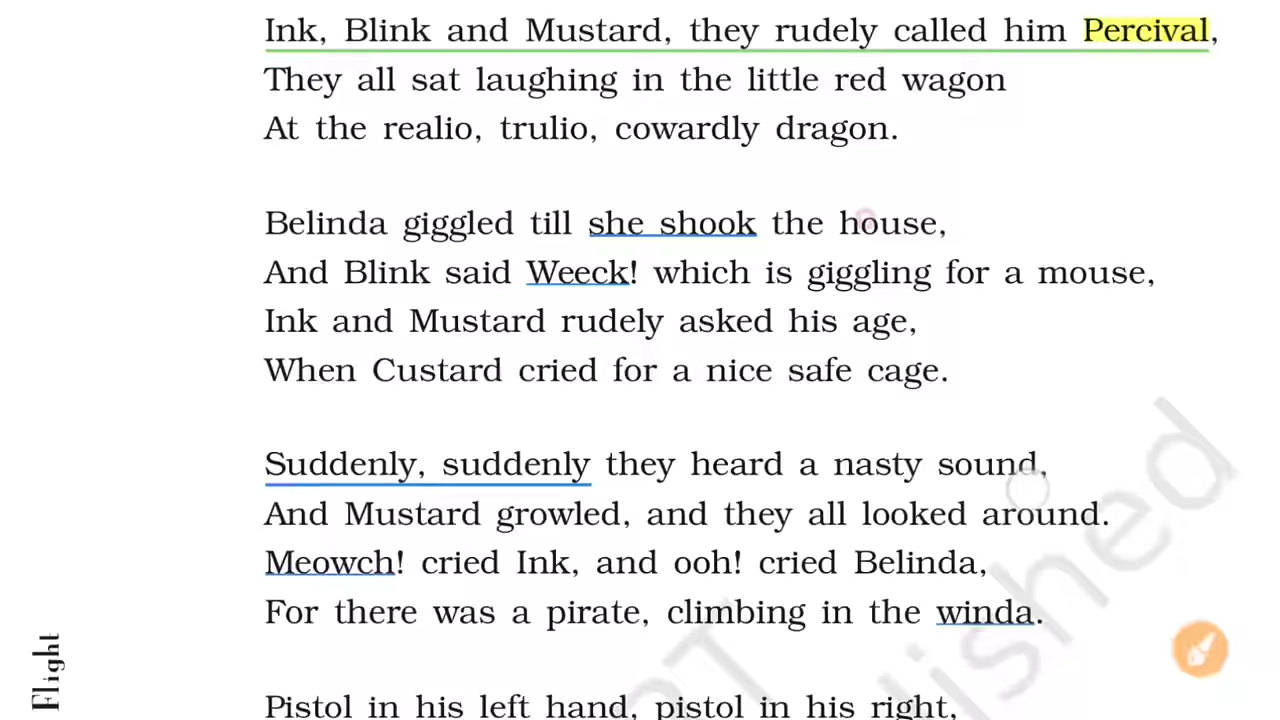 Ink, Blink and Mustard, they rudely called him Percival,
They all sat laughing in the little red wagon
At the realio, trulio, cowardly dragon.
Belinda giggled till she shook the house,
And Blink said Weeck! which is giggling for a mouse,
Ink and Mustard rudely asked his age,
When Custard cried for a nice safe cage.
Suddenly, suddenly they heard a nasty sound,
And Mustard growled, and they all looked around.
Meowch! cried Ink, and ooh! cried Belinda,
For there was a pirate, climbing in the winda.
Pistol in his left hand, pistol in his right,
Flight